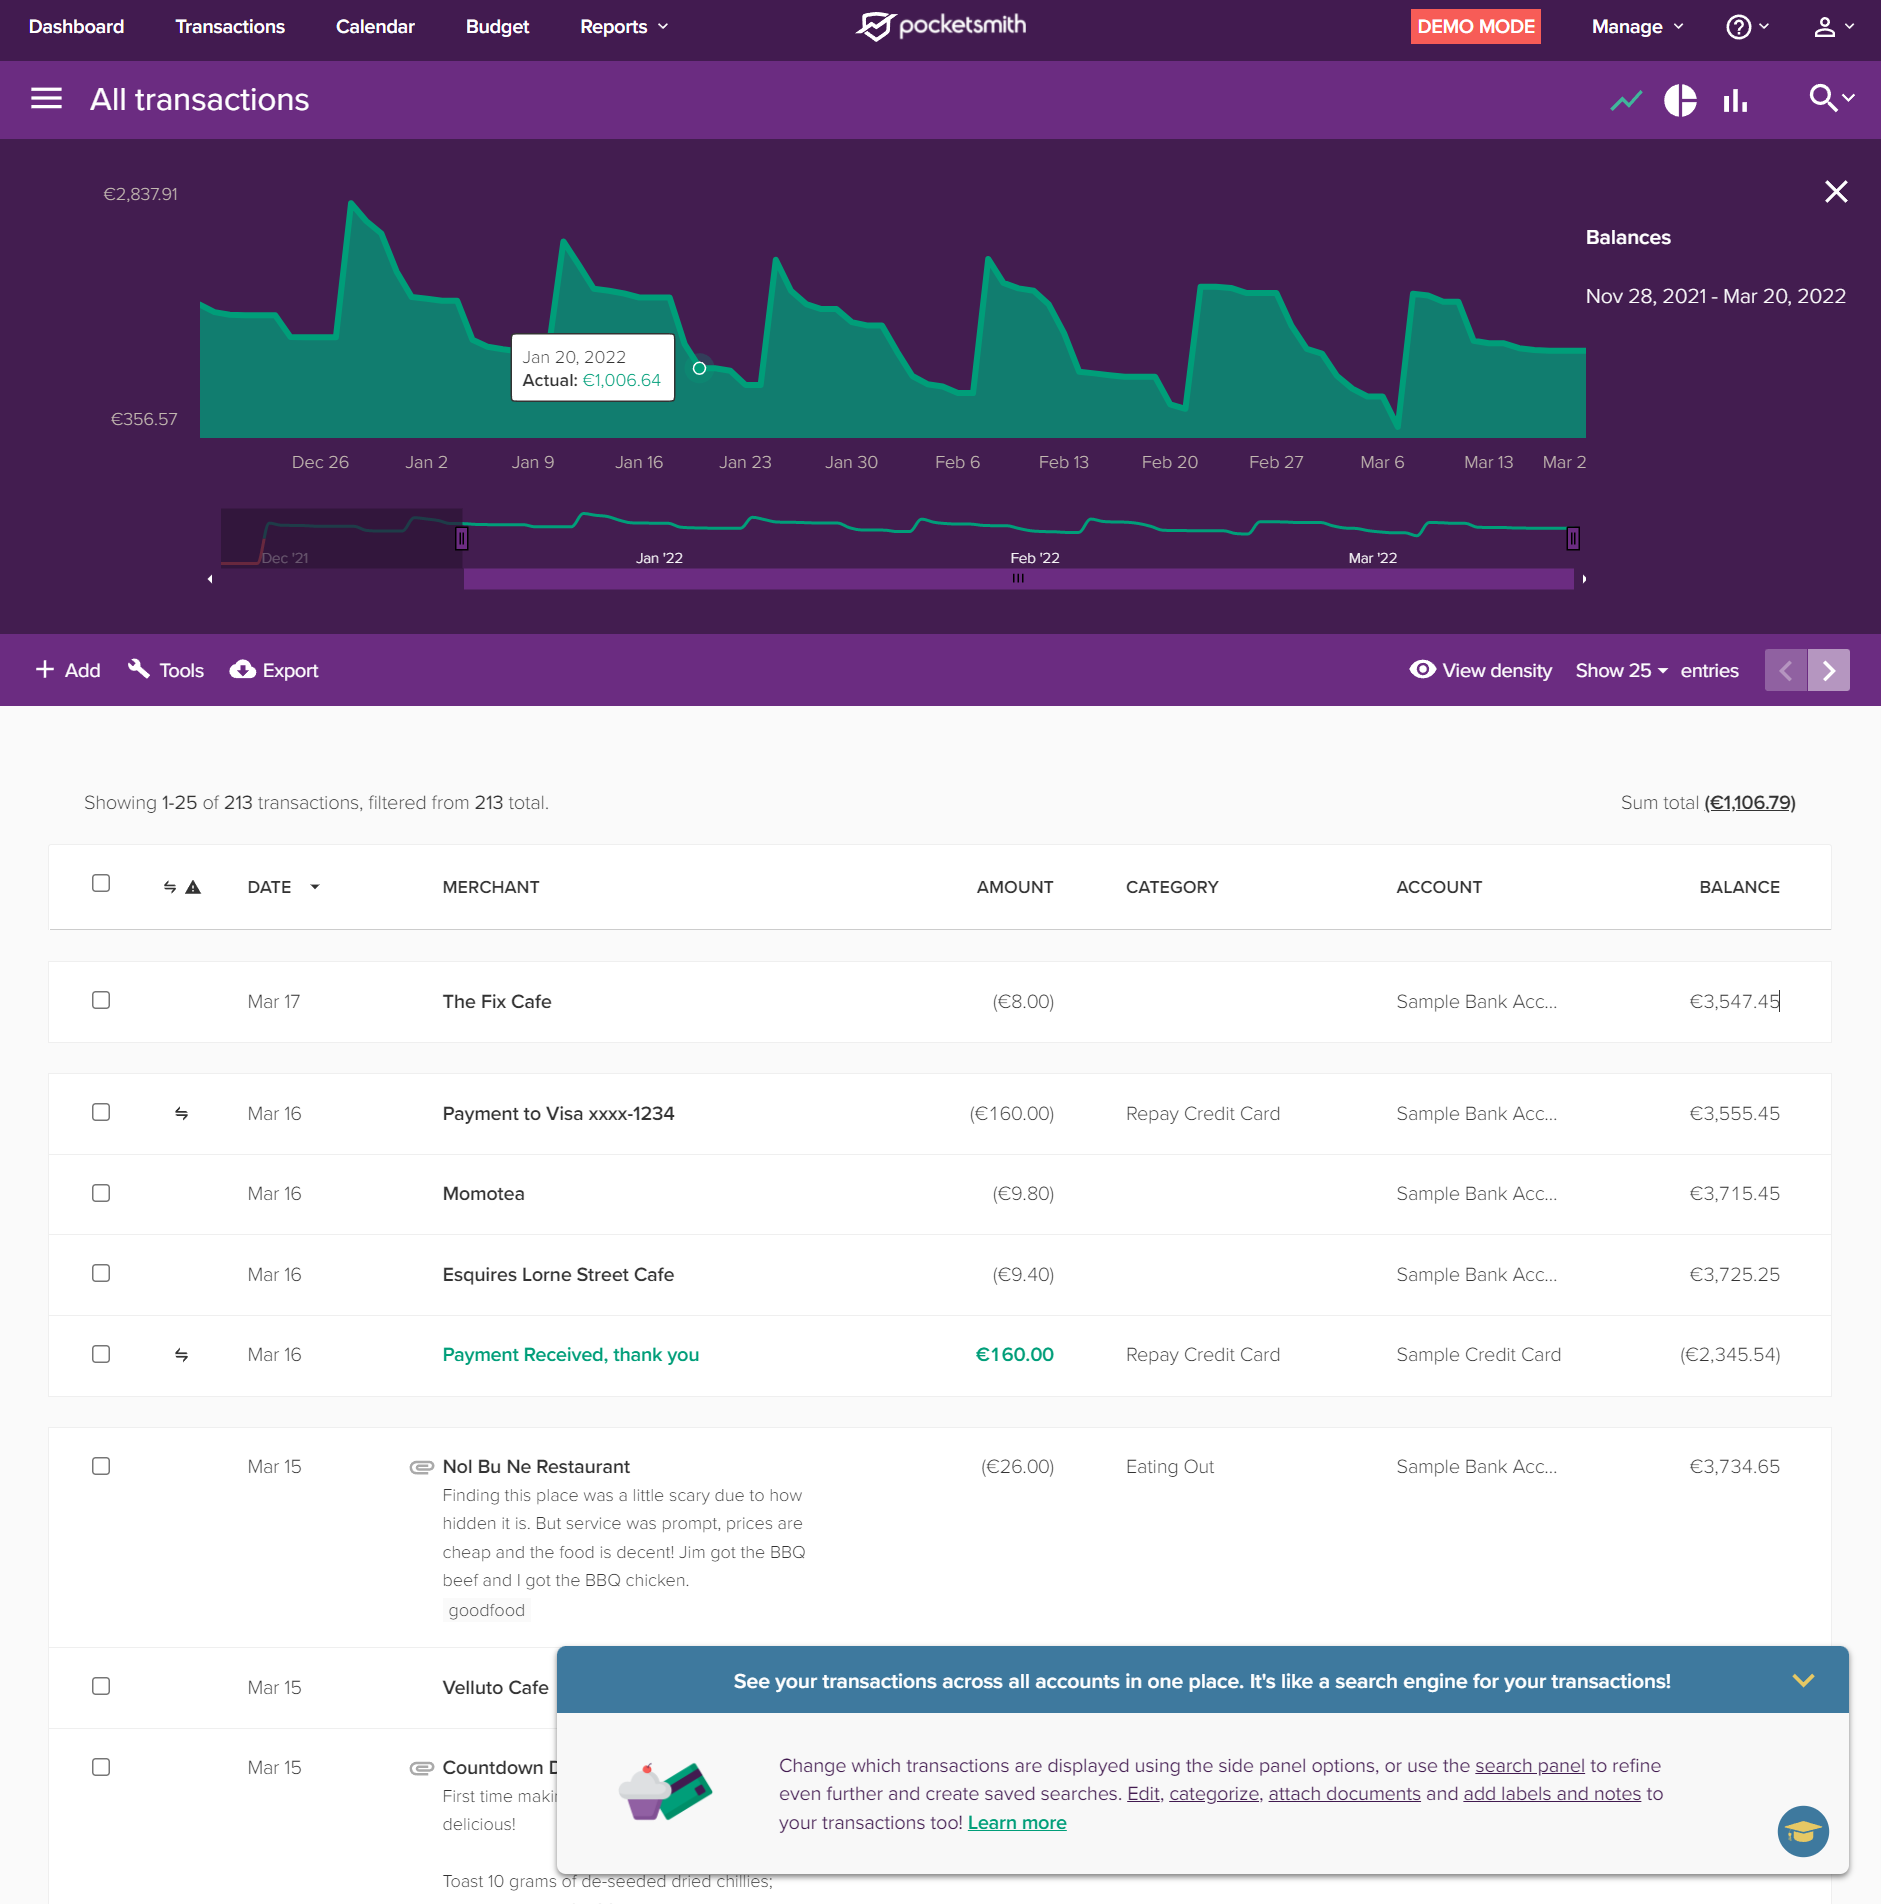 Dashboard Transactions Calendar Budget Reports pocketsmith DEMO MODE Manage
All transactions
€2,837.91
€356.57
Balances
Nov 28, 2021 - Mar 20, 2022
Jan 20, 2022
Actual: €1,006.64
Dec 26 Jan 2 Jan 9 Jan 16 Jan 23 Jan 30 Feb 6 Feb 13 Feb 20 Feb 27 Mar 6 Mar 13 Mar 2
Dec '21 Jan '22 Feb '22 Mar '22
Add Tools Export View density Show 25 entries
Showing 1-25 of 213 transactions, filtered from 213 total. Sum total (€1,106.79)
DATE MERCHANT AMOUNT CATEGORY ACCOUNT BALANCE
Mar 17 The Fix Cafe (€8.00) Sample Bank Acc... €3,547.45
Mar 16 Payment to Visa xxxx-1234 (€160.00) Repay Credit Card Sample Bank Acc... €3,555.45
Mar 16 Momotea (€9.80) Sample Bank Acc... €3,715.45
Mar 16 Esquires Lorne Street Cafe (€9.40) Sample Bank Acc... €3,725.25
Mar 16 Payment Received, thank you €160.00 Repay Credit Card Sample Credit Card (€2,345.54)
Mar 15 Nol Bu Ne Restaurant (€26.00) Eating Out Sample Bank Acc... €3,734.65
Finding this place was a little scary due to how
hidden it is. But service was prompt, prices are
cheap and the food is decent! Jim got the BBQ
beef and I got the BBQ chicken.
goodfood
Mar 15 Velluto Cafe
Mar 15 Countdown
First time
delicious!
Toast 10 grams of de-seeded dried chillies;
See your transactions across all accounts in one place. It's like a search engine for your transactions!
Change which transactions are displayed using the side panel options, or use the search panel to refine
even further and create saved searches. Edit, categorize, attach documents and add labels and notes to
your transactions too! Learn more